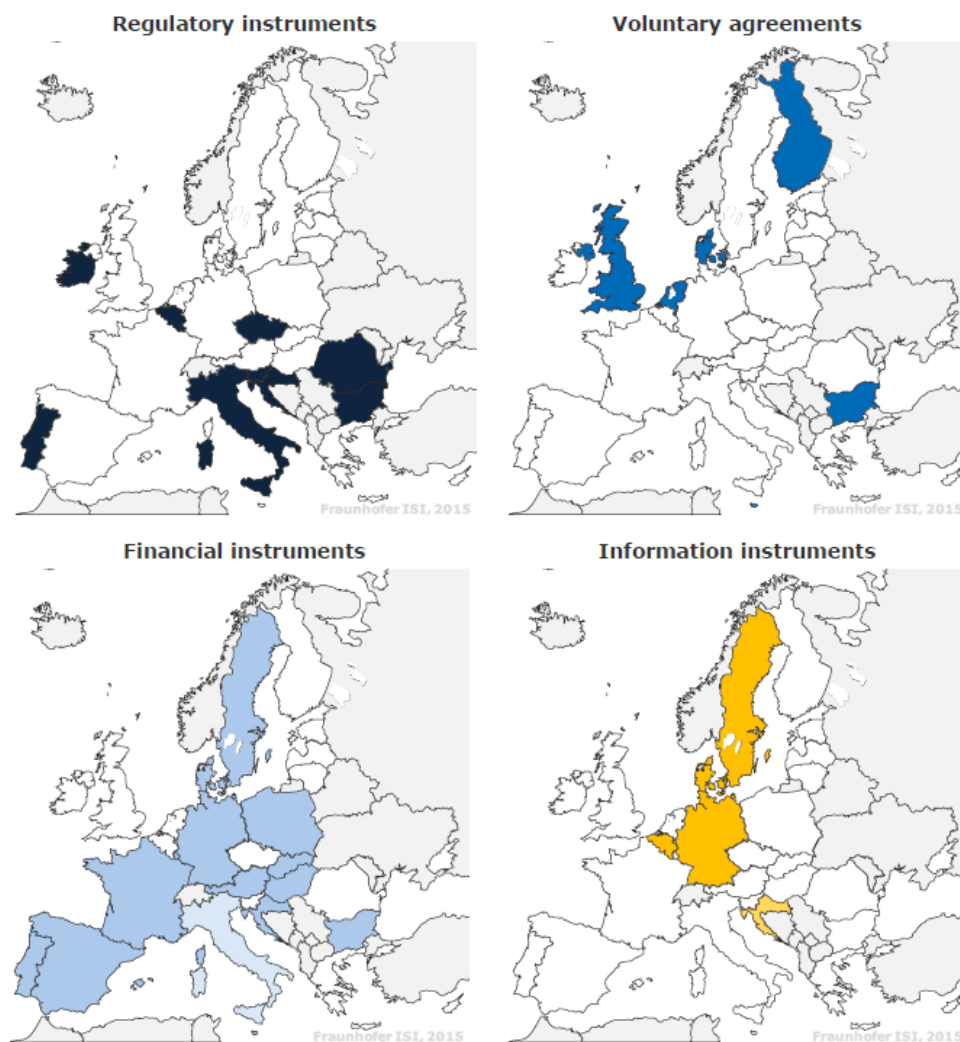 Regulatory instruments
Voluntary agreements
Fraunhofer ISI, 2015
Fraunhofer ISI, 2015
Financial instruments
Information instruments
Fraunhofer ISI, 2015
Fraunhofer ISI, 2015